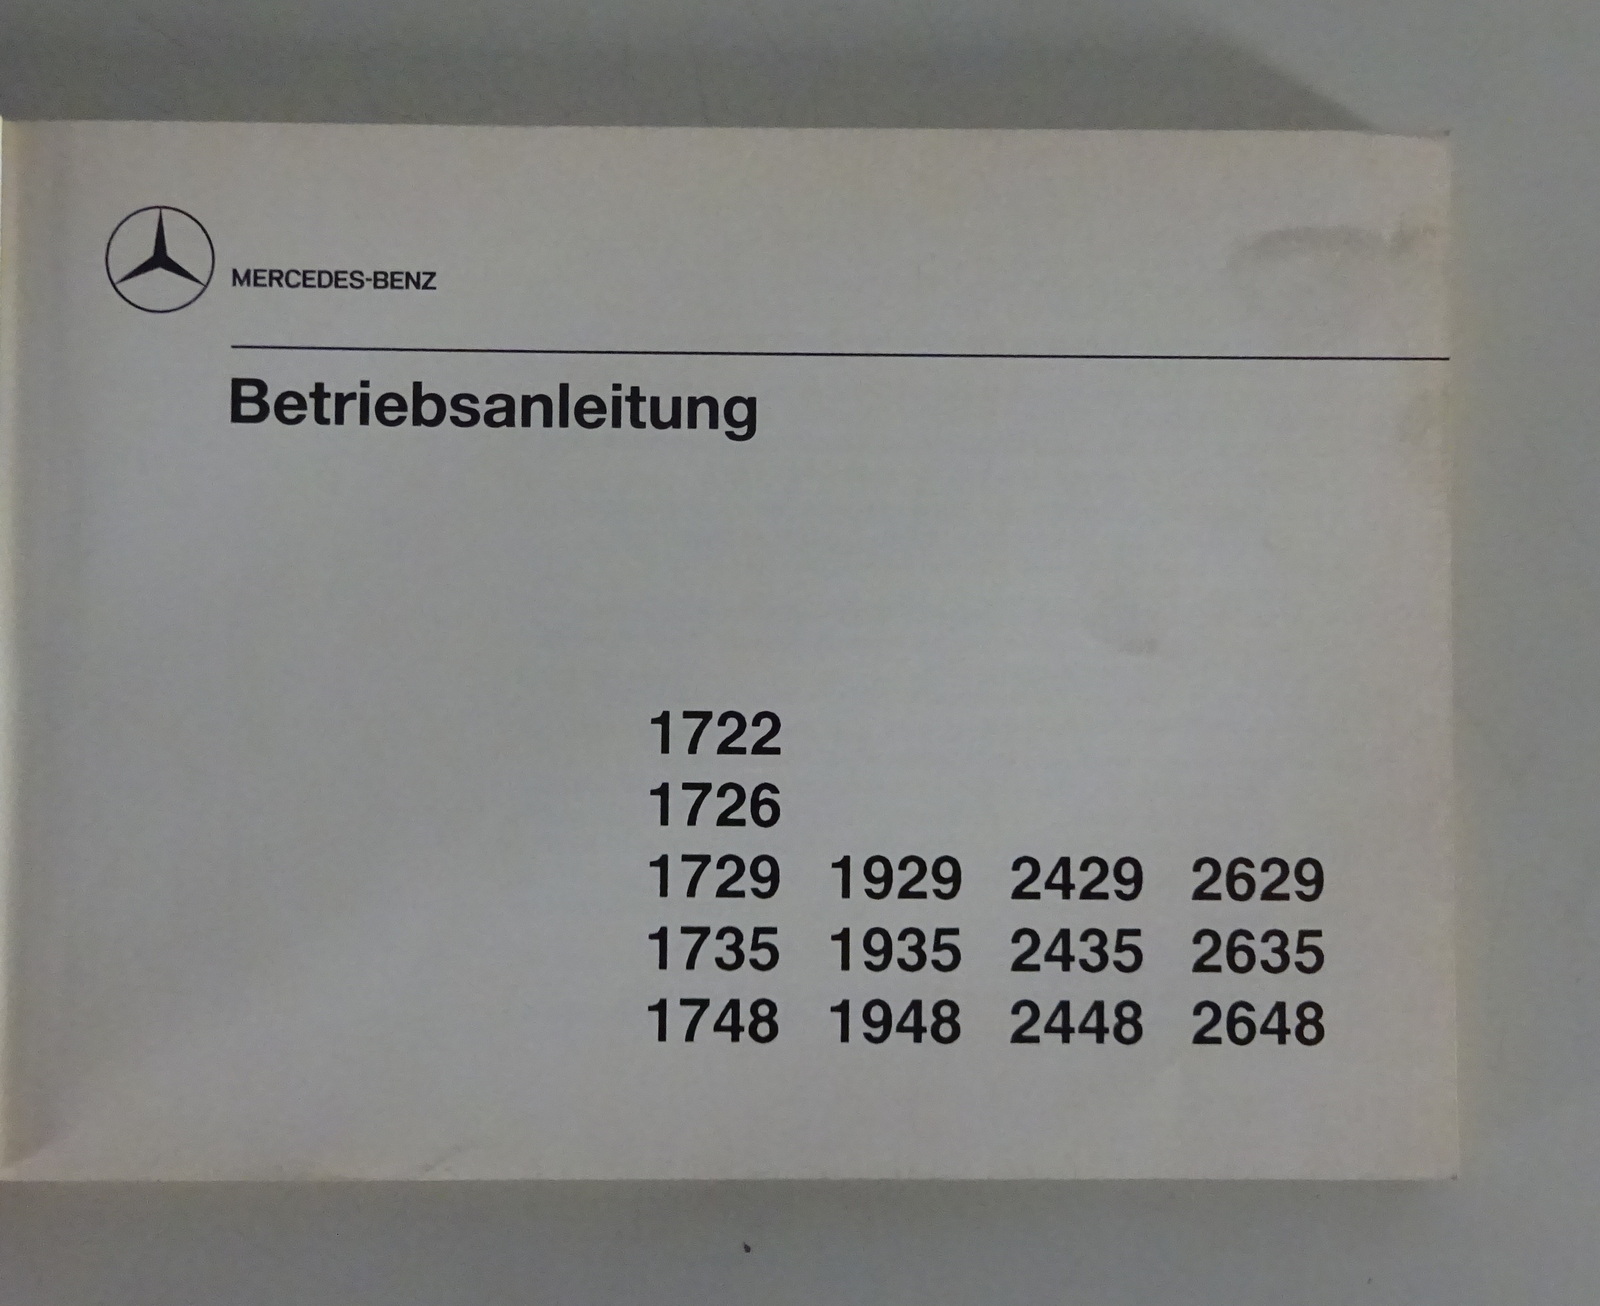 MERCEDES-BENZ
Betriebsanleitung
1722
1726
1729 1929 2429 2629
1735 1935 2435 2635
1748 1948 2448 2648